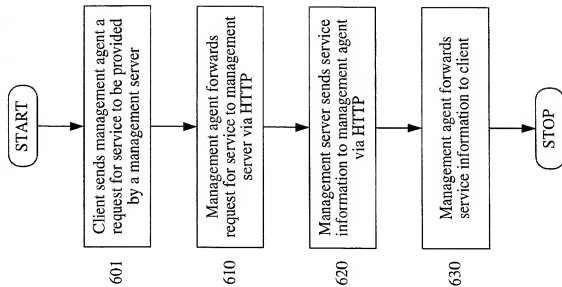 START
601
Client sends management agent a
request for service to be provided
by a management server
610
Management agent forwards
request for service to management
server via HTTP
620
Management server sends service
information to management agent
via HTTP
630
Management agent forwards
service information to client
STOP